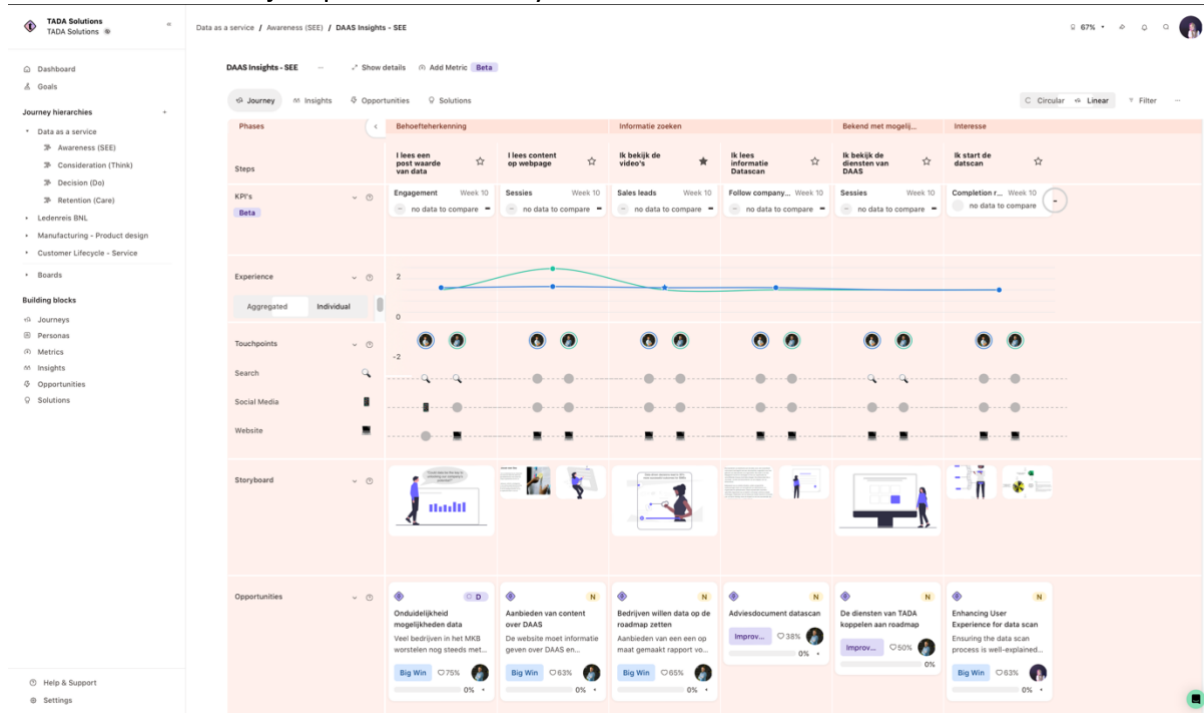 TADA Solutions
TADA Solutions
Data as a service / Awareness (SEE) / DAAS Insights - SEE
67%
Dashboard
Goals
Journey hierarchies
Data as a service
Awareness (SEE)
Consideration (Think)
Decision (Do)
Retention (Care)
Ledenreis BNL
Manufacturing - Product design
Customer Lifecycle - Service
Boards
Building blocks
Journeys
Personas
Metrics
Insights
Opportunities
Solutions
Help & Support
Settings
DAAS Insights - SEE
Show details
Add Metric Beta
Journey
Insights
Opportunities
Solutions
Circular
Linear
Filter
Phases
Behoefteherkenning
Informatie zoeken
Bekend met mogelij...
Interesse
Steps
I lees een
post waarde
van data
I lees content
op webpage
Ik bekijk de
video's
Ik lees
informatie
Datascan
Ik bekijk de
diensten van
DAAS
Ik start de
datscan
KPI's
Beta
Engagement Week 10
no data to compare -
Sessies Week 10
no data to compare -
Sales leads Week 10
no data to compare -
Follow company... Week 10
no data to compare -
Sessies Week 10
no data to compare -
Completion r... Week 10
no data to compare -
Experience
Aggregated
Individual
2
0
-2
Touchpoints
Search
Social Media
Website
Storyboard
Opportunities
D
Onduidelijkheid
mogelijkheden data
Veel bedrijven in het MKB
worstelen nog steeds met...
Big Win 75%
0%
N
Aanbieden van content
over DAAS
De website moet informatie
geven over DAAS en...
Big Win 63%
0%
N
Bedrijven willen data op de
roadmap zetten
Aanbieden van een een op
maat gemaakt rapport vo...
Big Win 65%
0%
N
Adviesdocument datascan
Improv... 38%
0%
N
De diensten van TADA
koppelen aan roadmap
Improv... 50%
0%
N
Enhancing User
Experience for data scan
Ensuring the data scan
process is well-explained...
Big Win 63%
0%